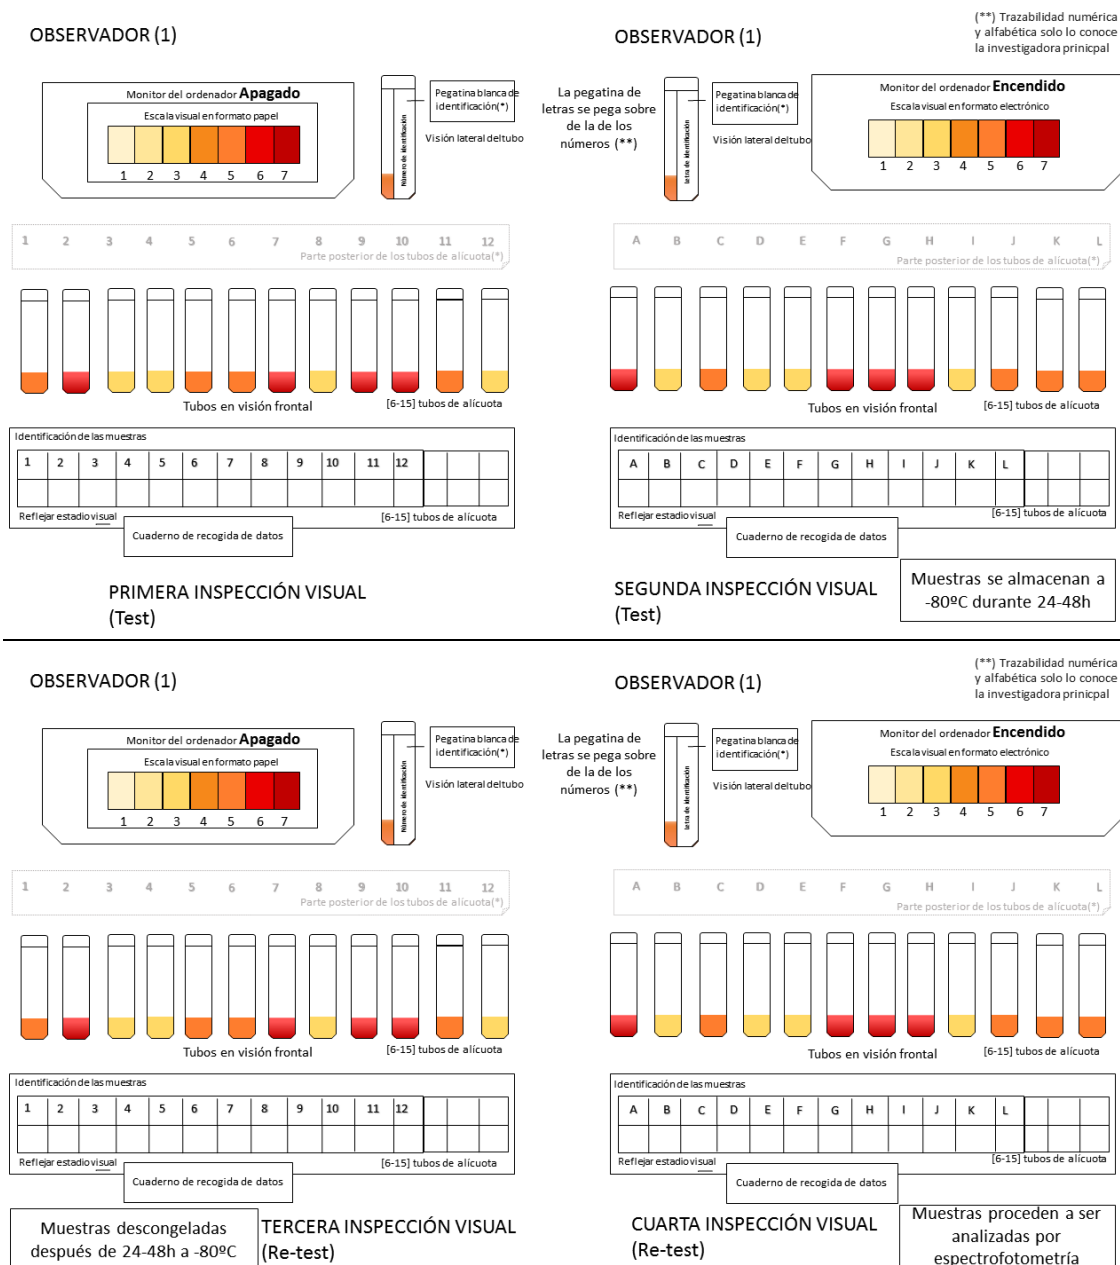 OBSERVADOR (1)
Monitor del ordenador Apagado
Escala visual en formato papel
1 2 3 4 5 6 7
Número de identificación
Pegatina blanca de
identificación(*)
Visión lateral del tubo
1 2 3 4 5 6 7 8 9 10 11 12
Parte posterior de los tubos de alícuota(*)
Tubos en visión frontal
[6-15] tubos de alícuota
Identificación de las muestras
1 2 3 4 5 6 7 8 9 10 11 12
Reflejar estadio visual
[6-15] tubos de alícuota
Cuaderno de recogida de datos
PRIMERA INSPECCIÓN VISUAL
(Test)
OBSERVADOR (1)
(**) Trazabilidad numérica
y alfabética solo lo conoce
la investigadora prinicpal
La pegatina de
letras se pega sobre
de la de los
números (**)
Letra de identificación
Pegatina blanca de
identificación(*)
Visión lateral del tubo
Monitor del ordenador Encendido
Escala visual en formato electrónico
1 2 3 4 5 6 7
A B C D E F G H I J K L
Parte posterior de los tubos de alícuota(*)
Tubos en visión frontal
[6-15] tubos de alícuota
Identificación de las muestras
A B C D E F G H I J K L
Reflejar estadio visual
[6-15] tubos de alícuota
Cuaderno de recogida de datos
SEGUNDA INSPECCIÓN VISUAL
(Test)
Muestras se almacenan a
-80ºC durante 24-48h
OBSERVADOR (1)
Monitor del ordenador Apagado
Escala visual en formato papel
1 2 3 4 5 6 7
Número de identificación
Pegatina blanca de
identificación(*)
Visión lateral del tubo
1 2 3 4 5 6 7 8 9 10 11 12
Parte posterior de los tubos de alícuota(*)
Tubos en visión frontal
[6-15] tubos de alícuota
Identificación de las muestras
1 2 3 4 5 6 7 8 9 10 11 12
Reflejar estadio visual
[6-15] tubos de alícuota
Cuaderno de recogida de datos
Muestras descongeladas
después de 24-48h a -80ºC
TERCERA INSPECCIÓN VISUAL
(Re-test)
OBSERVADOR (1)
(**) Trazabilidad numérica
y alfabética solo lo conoce
la investigadora prinicpal
La pegatina de
letras se pega sobre
de la de los
números (**)
Letra de identificación
Pegatina blanca de
identificación(*)
Visión lateral del tubo
Monitor del ordenador Encendido
Escala visual en formato electrónico
1 2 3 4 5 6 7
A B C D E F G H I J K L
Parte posterior de los tubos de alícuota(*)
Tubos en visión frontal
[6-15] tubos de alícuota
Identificación de las muestras
A B C D E F G H I J K L
Reflejar estadio visual
[6-15] tubos de alícuota
Cuaderno de recogida de datos
CUARTA INSPECCIÓN VISUAL
(Re-test)
Muestras proceden a ser
analizadas por
espectrofotometría